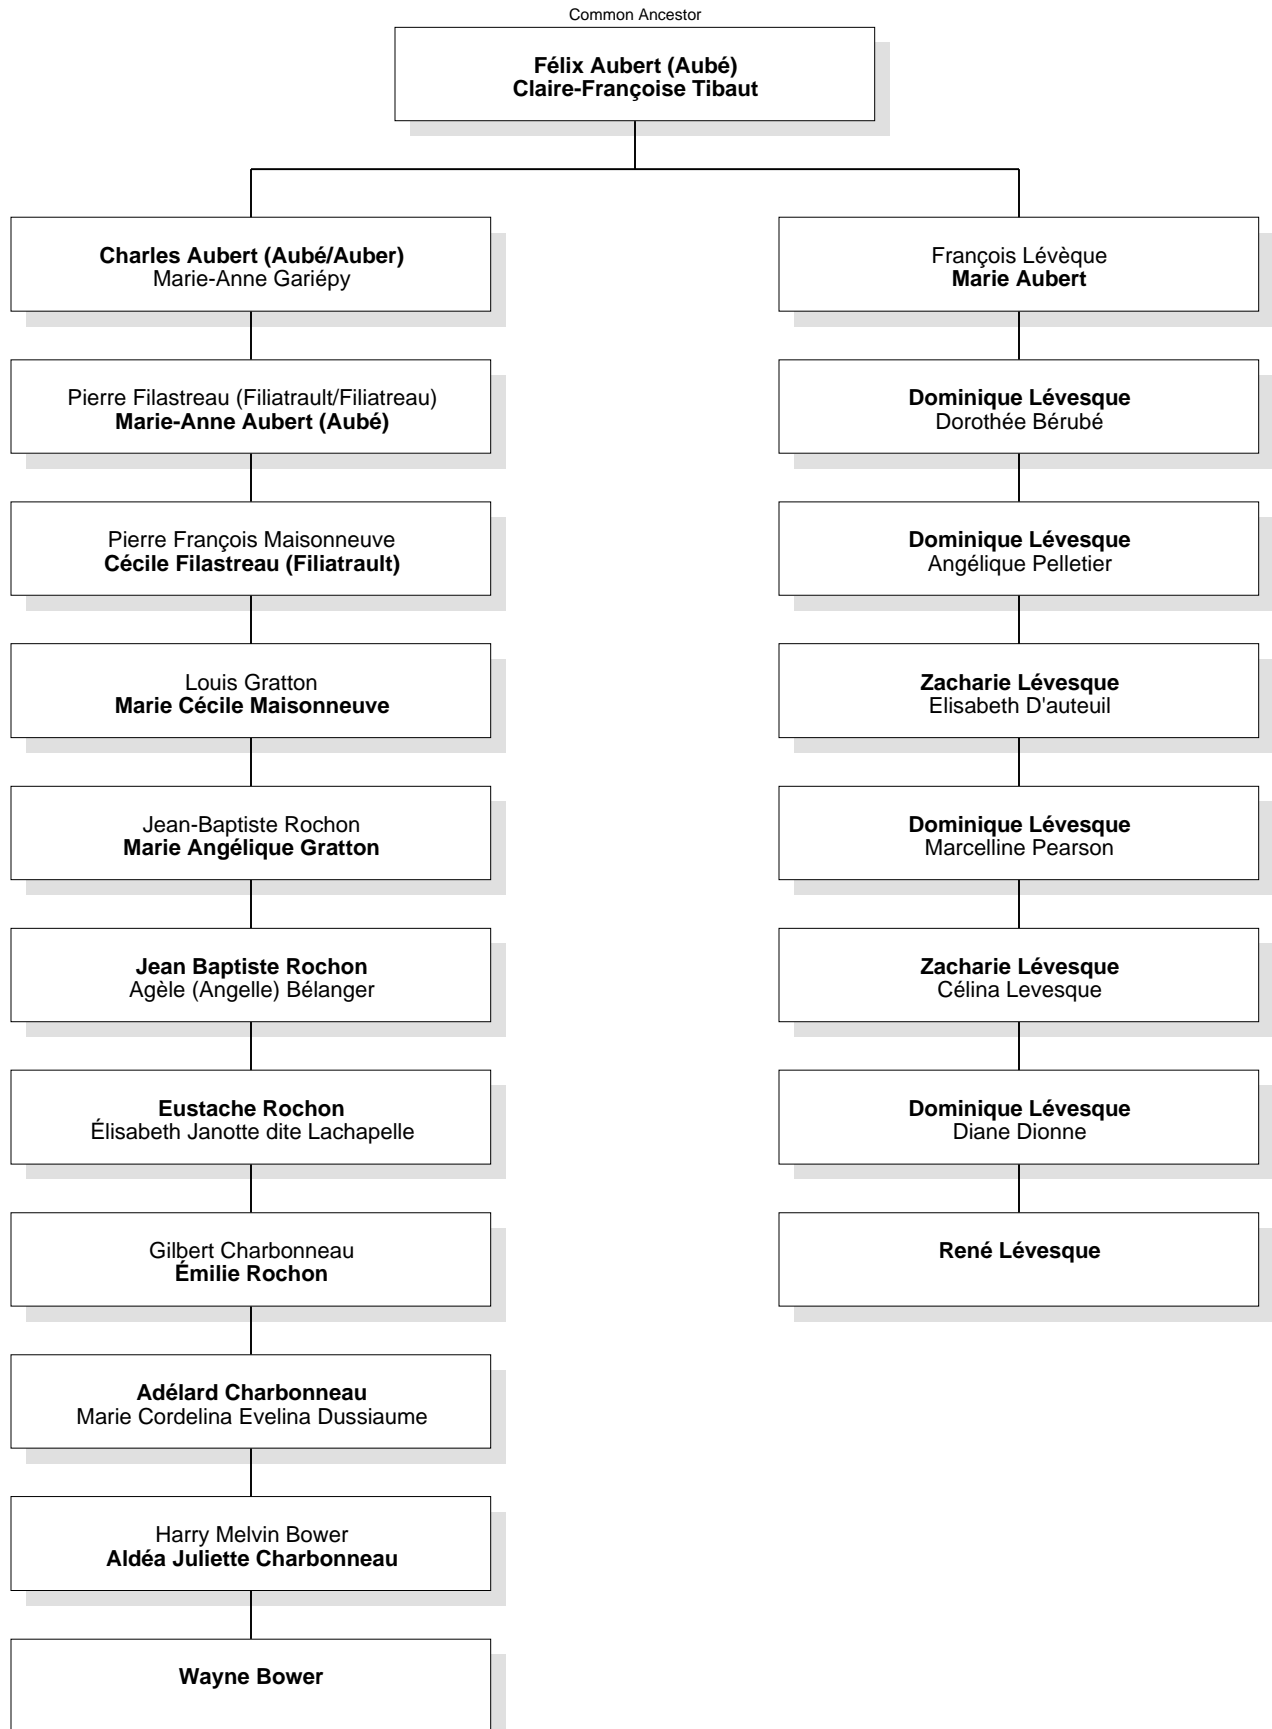 Common Ancestor
Félix Aubert (Aubé)
Claire-Françoise Tibaut
Charles Aubert (Aubé/Auber)
Marie-Anne Gariépy
François Lévèque
Marie Aubert
Pierre Filastreau (Filiatrault/Filiatreau)
Marie-Anne Aubert (Aubé)
Dominique Lévesque
Dorothée Bérubé
Pierre François Maisonneuve
Cécile Filastreau (Filiatrault)
Dominique Lévesque
Angélique Pelletier
Louis Gratton
Marie Cécile Maisonneuve
Zacharie Lévesque
Elisabeth D'auteuil
Jean-Baptiste Rochon
Marie Angélique Gratton
Dominique Lévesque
Marcelline Pearson
Jean Baptiste Rochon
Agèle (Angelle) Bélanger
Zacharie Lévesque
Célina Levesque
Eustache Rochon
Élisabeth Janotte dite Lachapelle
Dominique Lévesque
Diane Dionne
Gilbert Charbonneau
Émilie Rochon
René Lévesque
Adélard Charbonneau
Marie Cordelina Evelina Dussiaume
Harry Melvin Bower
Aldéa Juliette Charbonneau
Wayne Bower